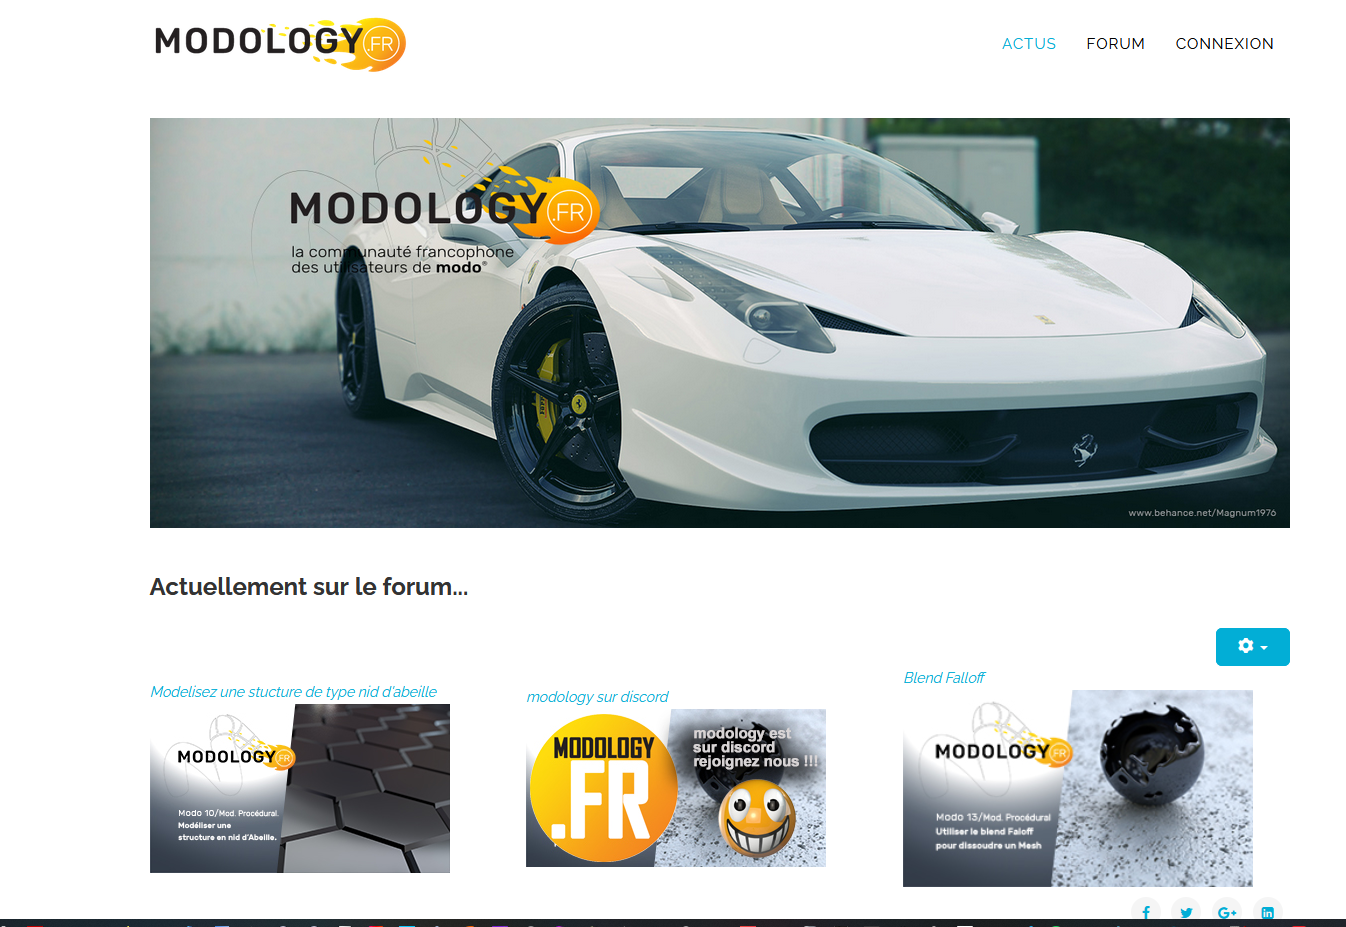 MODOLOGY.FR
ACTUS FORUM CONNEXION
MODOLOGY.FR
la communauté francophone
des utilisateurs de modo®
www.behance.net/Magnum1976
Actuellement sur le forum...
Modelisez une stucture de type nid d'abeille
MODOLOGY.FR
Modo 10/Mod. Procédural.
Modéliser une
structure en nid d'Abeille.
modology sur discord
MODOLOGY
.FR
modology est
sur discord
rejoignez nous !!!
Blend Falloff
MODOLOGY.FR
Modo 13/Mod. Procédural
Utiliser le blend Faloff
pour dissoudre un Mesh